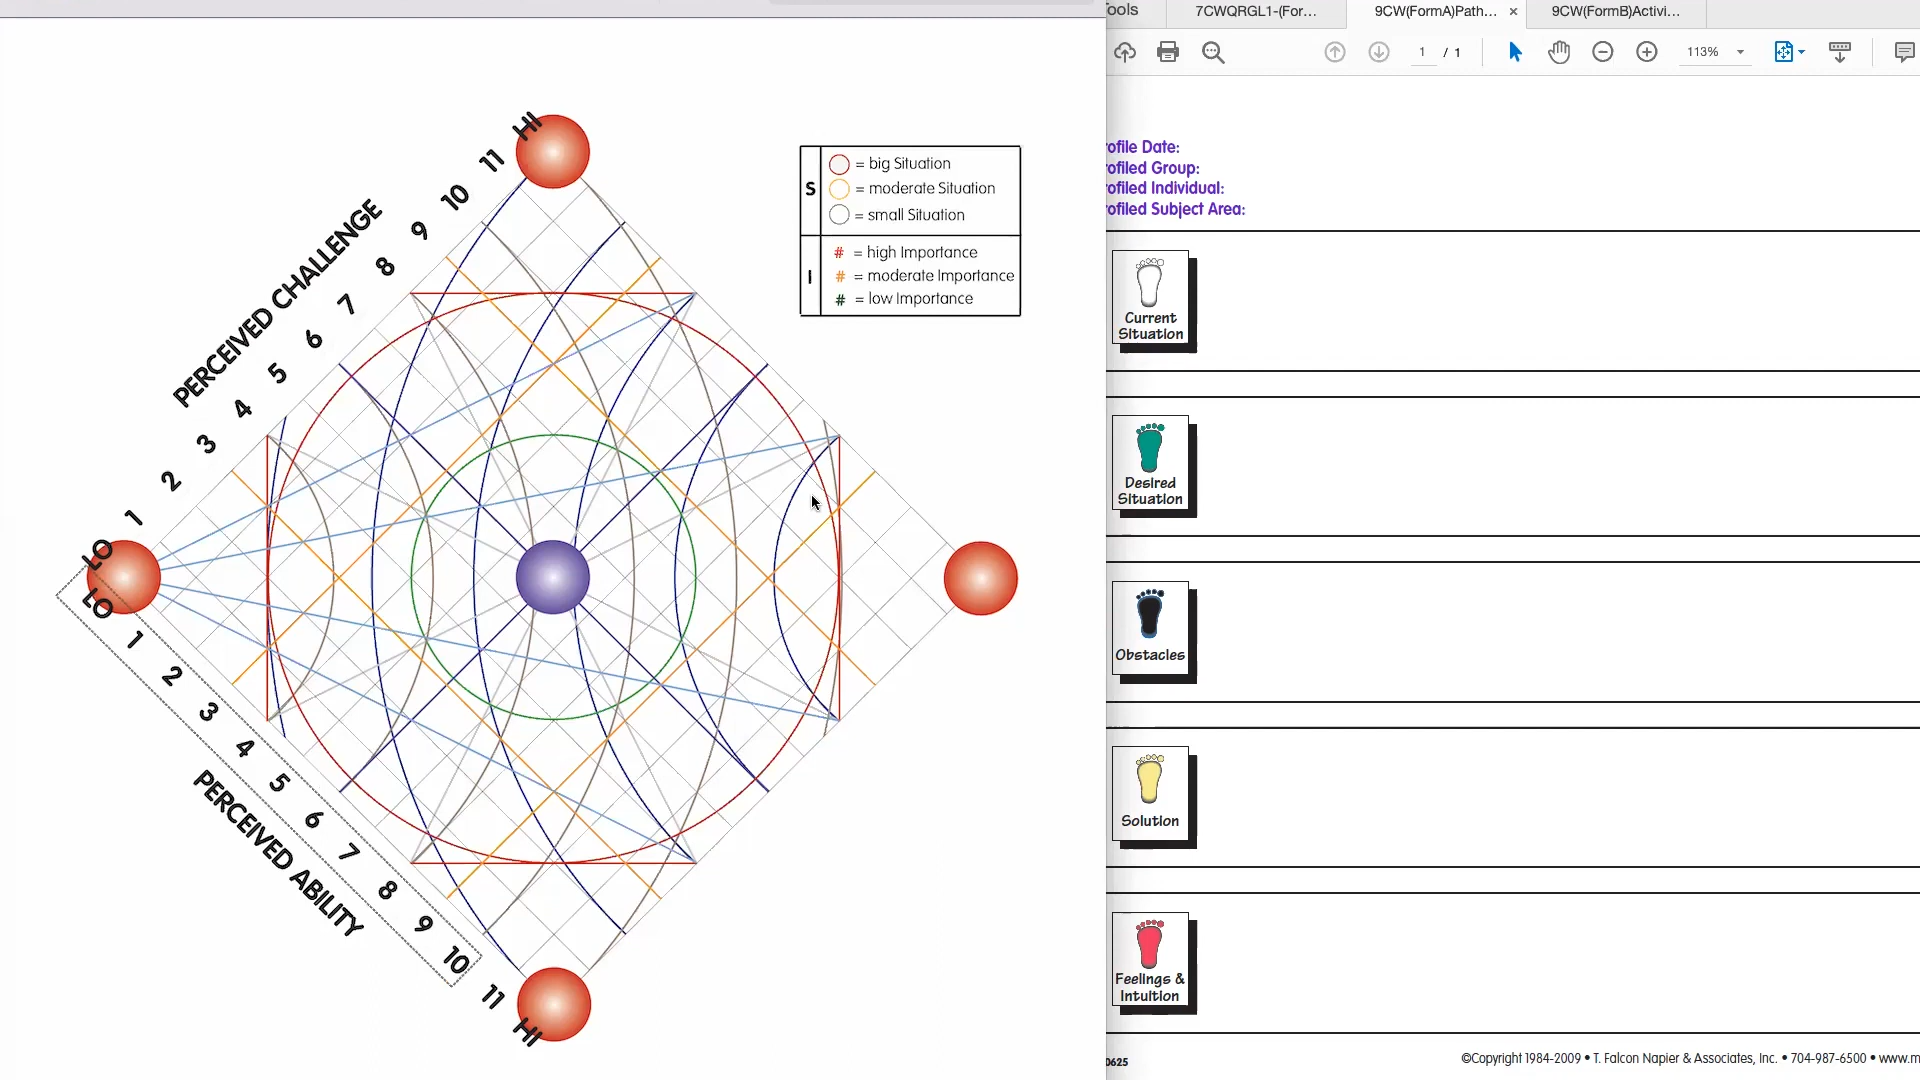 ools
7CWQRGL1-(For...
9CW(FormA)Path... ×
9CW(FormB)Activi...
1 / 1
113%
HI
11
10
9
8
7
6
5
4
3
2
1
LO
PERCEIVED CHALLENGE
S
= big Situation
= moderate Situation
= small Situation
I
# = high Importance
# = moderate Importance
# = low Importance
LO
1
2
3
4
5
6
7
8
9
10
11
HI
PERCEIVED ABILITY
ofile Date:
ofiled Group:
ofiled Individual:
ofiled Subject Area:
Current
Situation
Desired
Situation
Obstacles
Solution
Feelings &
Intuition
0625
©Copyright 1984-2009 • T. Falcon Napier & Associates, Inc. • 704-987-6500 • www.m